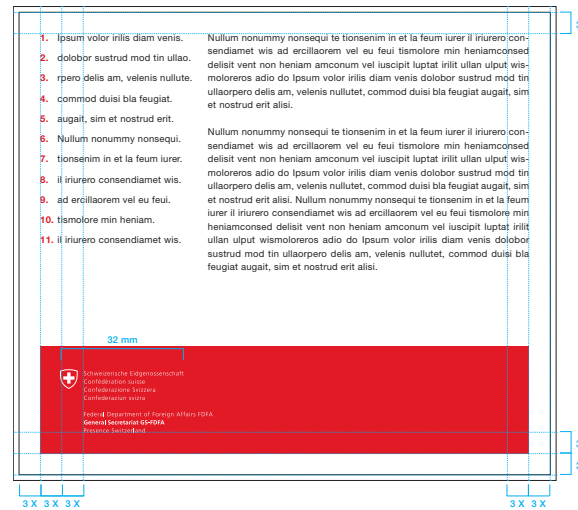 1. Ipsum volor irilis diam venis.
2. dolobor sustrud mod tin ullao.
3. rpero delis am, velenis nullute.
4. commod duisi bla feugiat.
5. augait, sim et nostrud erit.
6. Nullum nonummy nonsequi.
7. tionsenim in et la feum iurer.
8. il iriurero consendiamet wis.
9. ad ercillaorem vel eu feui.
10. tismolore min heniam.
11. il iriurero consendiamet wis.
Nullum nonummy nonsequi te tionsenim in et la feum iurer il iriurero con-
sendiamet wis ad ercillaorem vel eu feui tismolore min heniamconsed
delisit vent non heniam amconum vel iuscipit luptat irilit ullan ulput wis-
moloreros adio do Ipsum volor irilis diam venis dolobor sustrud mod tin
ullaorpero delis am, velenis nullutet, commod duisi bla feugiat augait, sim
et nostrud erit alisi.
Nullum nonummy nonsequi te tionsenim in et la feum iurer il iriurero con-
sendiamet wis ad ercillaorem vel eu feui tismolore min heniamconsed
delisit vent non heniam amconum vel iuscipit luptat irilit ullan ulput wis-
moloreros adio do Ipsum volor irilis diam venis dolobor sustrud mod tin
ullaorpero delis am, velenis nullutet, commod duisi bla feugiat augait, sim
et nostrud erit alisi. Nullum nonummy nonsequi te tionsenim in et la feum
iurer il iriurero consendiamet wis ad ercillaorem vel eu feui tismolore min
heniamconsed delisit vent non heniam amconum vel iuscipit luptat irilit
ullan ulput wismoloreros adio do Ipsum volor irilis diam venis dolobor
sustrud mod tin ullaorpero delis am, velenis nullutet, commod duisi bla
feugiat augait, sim et nostrud erit alisi.
32 mm
Schweizerische Eidgenossenschaft
Confédération suisse
Confederazione Svizzera
Confederaziun svizra
Federal Department of Foreign Affairs FDFA
General Secretariat GS-FDFA
Presence Switzerland
3 X 3 X 3 X
3 X 3 X